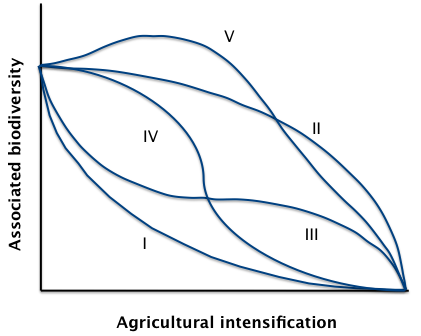 V
II
IV
III
I
Associated biodiversity
Agricultural intensification